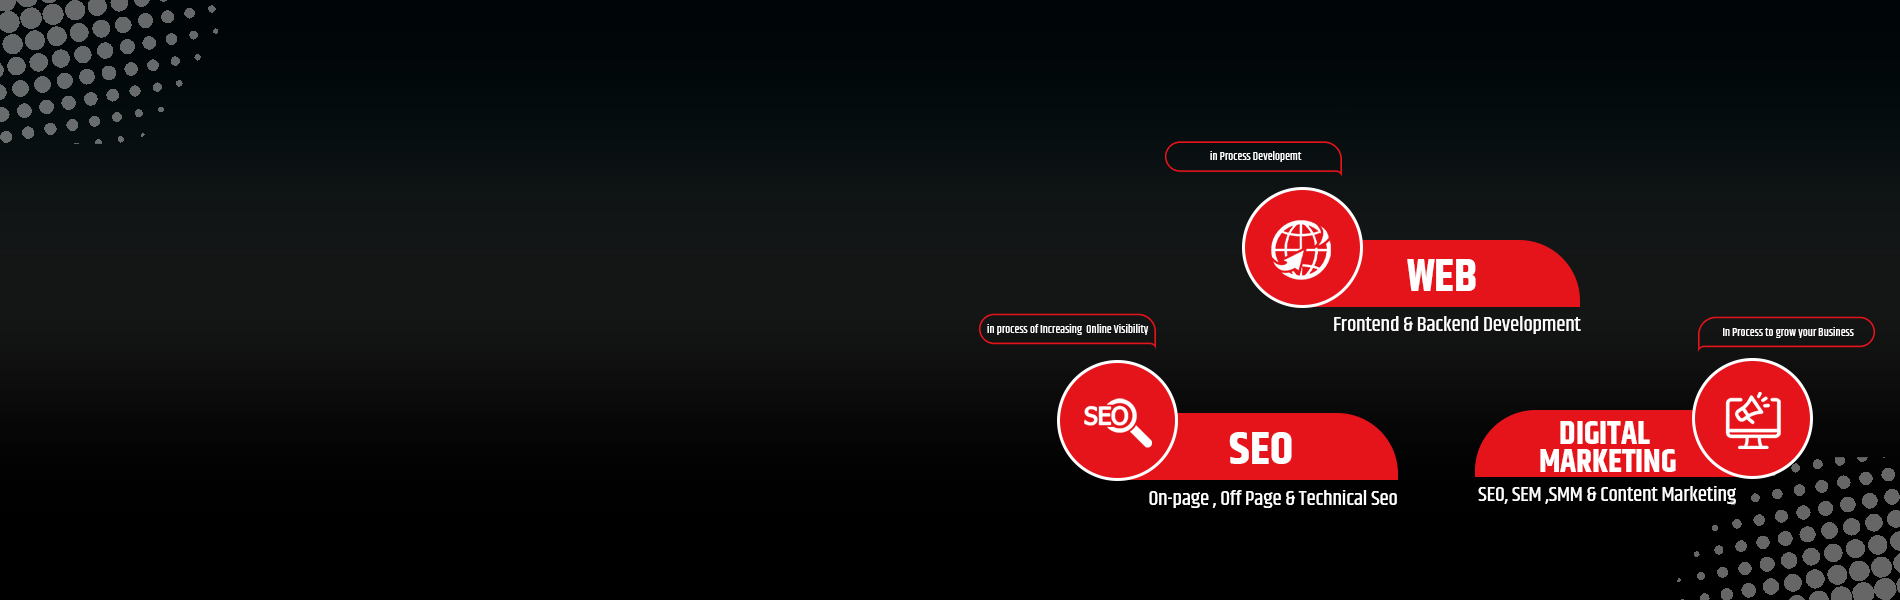 in Process Developemt
WEB
Frontend & Backend Development
in process of Increasing Online Visibility
SEO
SEO
On-page , Off Page & Technical Seo
In Process to grow your Business
DIGITAL
MARKETING
SEO, SEM ,SMM & Content Marketing